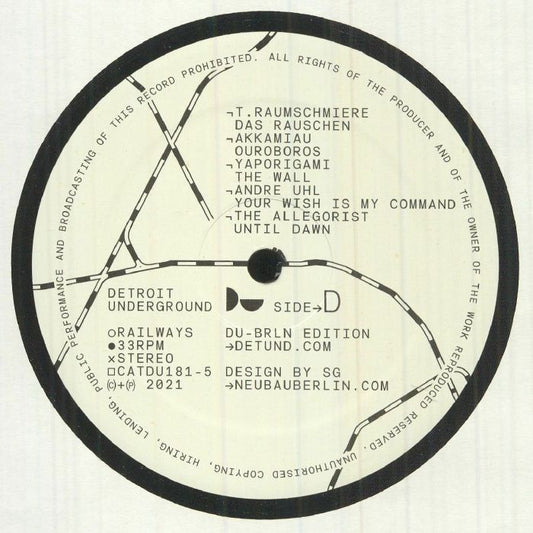 ¬T.RAUMSCHMIERE
DAS RAUSCHEN
¬AKKAMIAU
OUROBOROS
¬YAPORIGAMI
THE WALL
¬ANDRE UHL
YOUR WISH IS MY COMMAND
¬THE ALLEGORIST
UNTIL DAWN
DETROIT
UNDERGROUND
SIDE→D
○RAILWAYS
●33RPM
×STEREO
□CATDU181-5
©+℗ 2021
DU-BRLN EDITION
→DETUND.COM
DESIGN BY SG
→NEUBAUBERLIN.COM
ALL RIGHTS OF THE PRODUCER AND OF THE OWNER OF THE WORK REPRODUCED RESERVED. UNAUTHORISED COPYING, HIRING, LENDING, PUBLIC PERFORMANCE AND BROADCASTING OF THIS RECORD PROHIBITED.